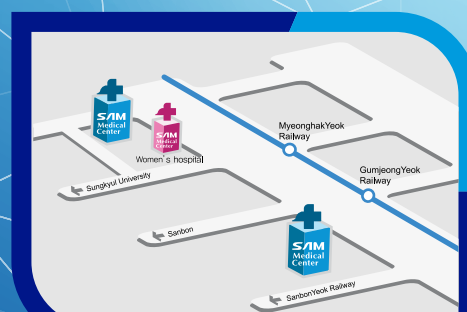 SAM
Medical
Center
SAM
Medical
Center
Women's hospital
MyeonghakYeok
Railway
GumjeongYeok
Railway
Sungkyul University
Sanbon
SAM
Medical
Center
SanbonYeok Railway